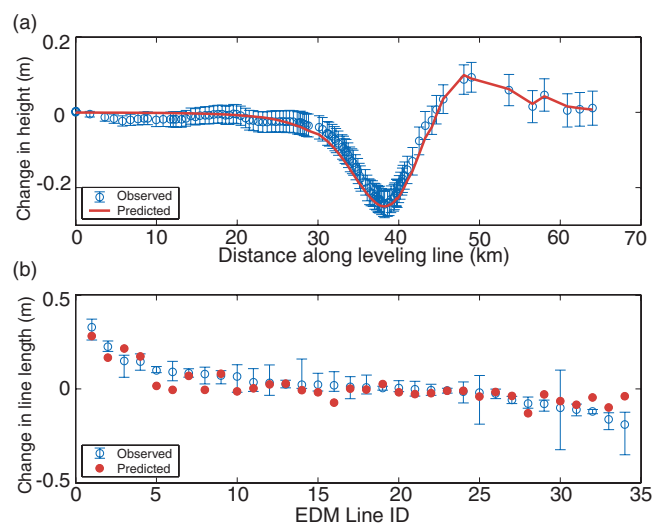 (a)
Change in height (m)
0.2
0
-0.2
Observed
Predicted
0 10 20 30 40 50 60 70
Distance along leveling line (km)
(b)
Change in line length (m)
0.5
0
-0.5
Observed
Predicted
0 5 10 15 20 25 30 35
EDM Line ID